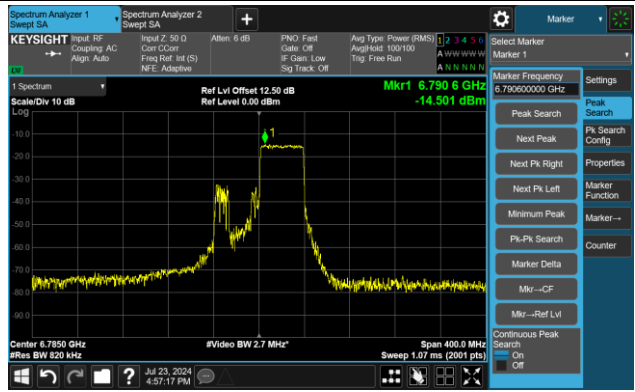 Spectrum Analyzer 1
Swept SA
Spectrum Analyzer 2
Swept SA
+
Marker
KEYSIGHT
Input: RF
Coupling: AC
Align: Auto
Input Z: 50 Ω
Corr CCorr
Freq Ref: Int (S)
NFE: Adaptive
Atten: 6 dB
PNO: Fast
Gate: Off
IF Gain: Low
Sig Track: Off
Avg Type: Power (RMS)
Avg|Hold: 100/100
Trig: Free Run
1 2 3 4 5 6
A W W W W W
A N N N N N
Select Marker
Marker 1
1 Spectrum
Scale/Div 10 dB
Log
Ref Lvl Offset 12.50 dB
Ref Level 0.00 dBm
Mkr1 6.790 6 GHz
-14.501 dBm
1
-10.0
-20.0
-30.0
-40.0
-50.0
-60.0
-70.0
-80.0
-90.0
Center 6.7850 GHz
#Res BW 820 kHz
#Video BW 2.7 MHz*
Span 400.0 MHz
Sweep 1.07 ms (2001 pts)
Marker Frequency
6.790600000 GHz
Peak Search
Next Peak
Next Pk Right
Next Pk Left
Minimum Peak
Pk-Pk Search
Marker Delta
Mkr→CF
Mkr→Ref Lvl
Continuous Peak
Search
On
Off
Settings
Peak
Search
Pk Search
Config
Properties
Marker
Function
Marker→
Counter
?
Jul 23, 2024
4:57:17 PM